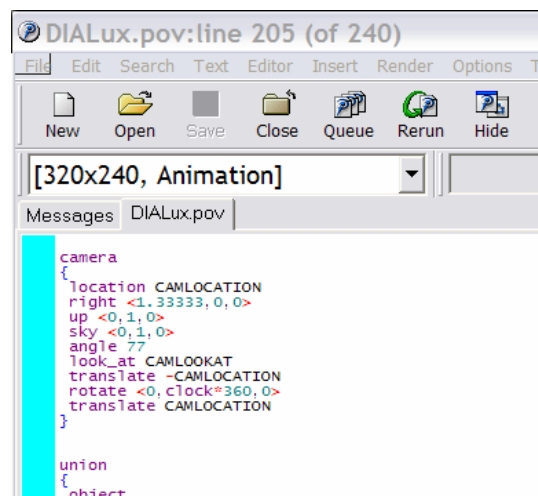 DIALux.pov:line 205 (of 240)
File Edit Search Text Editor Insert Render Options T
New Open Save Close Queue Rerun Hide
[320x240, Animation]
Messages DIALux.pov
camera
{
location CAMLOCATION
right <1.33333,0,0>
up <0,1,0>
sky <0,1,0>
angle 77
look_at CAMLOOKAT
translate -CAMLOCATION
rotate <0,clock*360,0>
translate CAMLOCATION
}
union
{
object